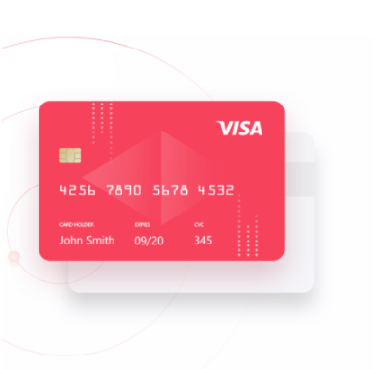 VISA
4256 7890 5678 4532
CARD HOLDER EXPIRES CVC
John Smith 09/20 345